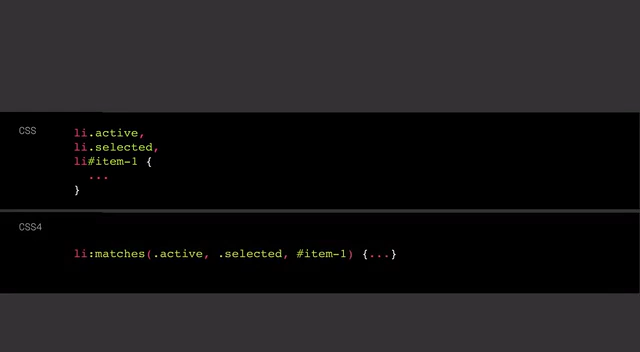 CSS
li.active,
li.selected,
li#item-1 {
...
}
CSS4
li:matches(.active, .selected, #item-1) {...}